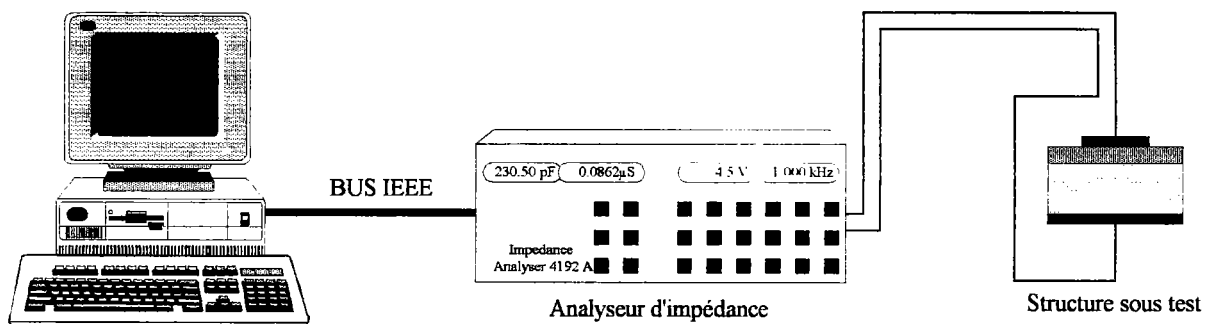 230.50 pF 0.0862µS 4.5 V 1.000 kHz
BUS IEEE
Impedance
Analyser 4192 A
Analyseur d'impédance
Structure sous test